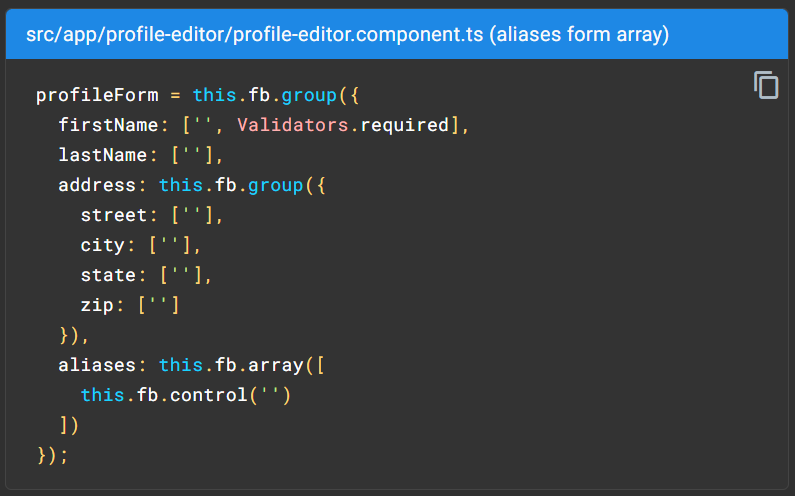 src/app/profile-editor/profile-editor.component.ts (aliases form array)
profileForm = this.fb.group({
  firstName: ['', Validators.required],
  lastName: [''],
  address: this.fb.group({
    street: [''],
    city: [''],
    state: [''],
    zip: ['']
  }),
  aliases: this.fb.array([
    this.fb.control('')
  ])
});